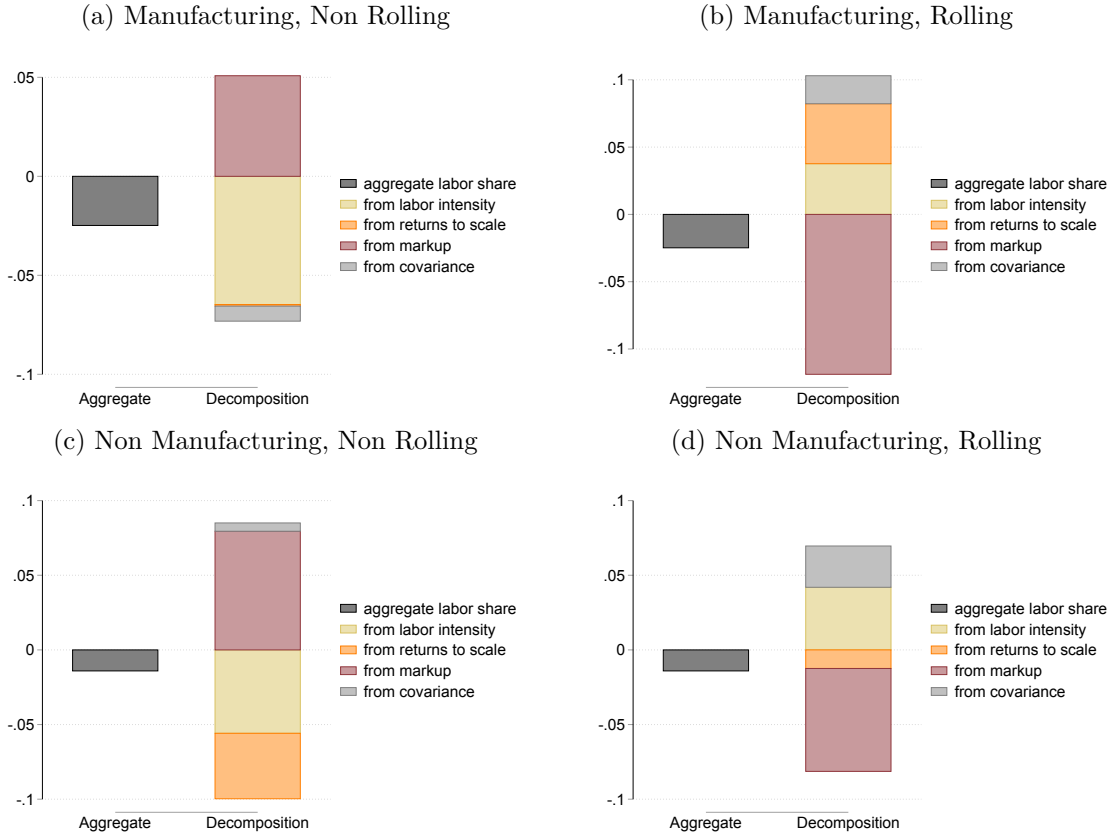 (a) Manufacturing, Non Rolling
.05
0
-.05
-.1
Aggregate
Decomposition
aggregate labor share
from labor intensity
from returns to scale
from markup
from covariance
(b) Manufacturing, Rolling
.1
.05
0
-.05
-.1
Aggregate
Decomposition
aggregate labor share
from labor intensity
from returns to scale
from markup
from covariance
(c) Non Manufacturing, Non Rolling
.1
.05
0
-.05
-.1
Aggregate
Decomposition
aggregate labor share
from labor intensity
from returns to scale
from markup
from covariance
(d) Non Manufacturing, Rolling
.1
.05
0
-.05
-.1
Aggregate
Decomposition
aggregate labor share
from labor intensity
from returns to scale
from markup
from covariance